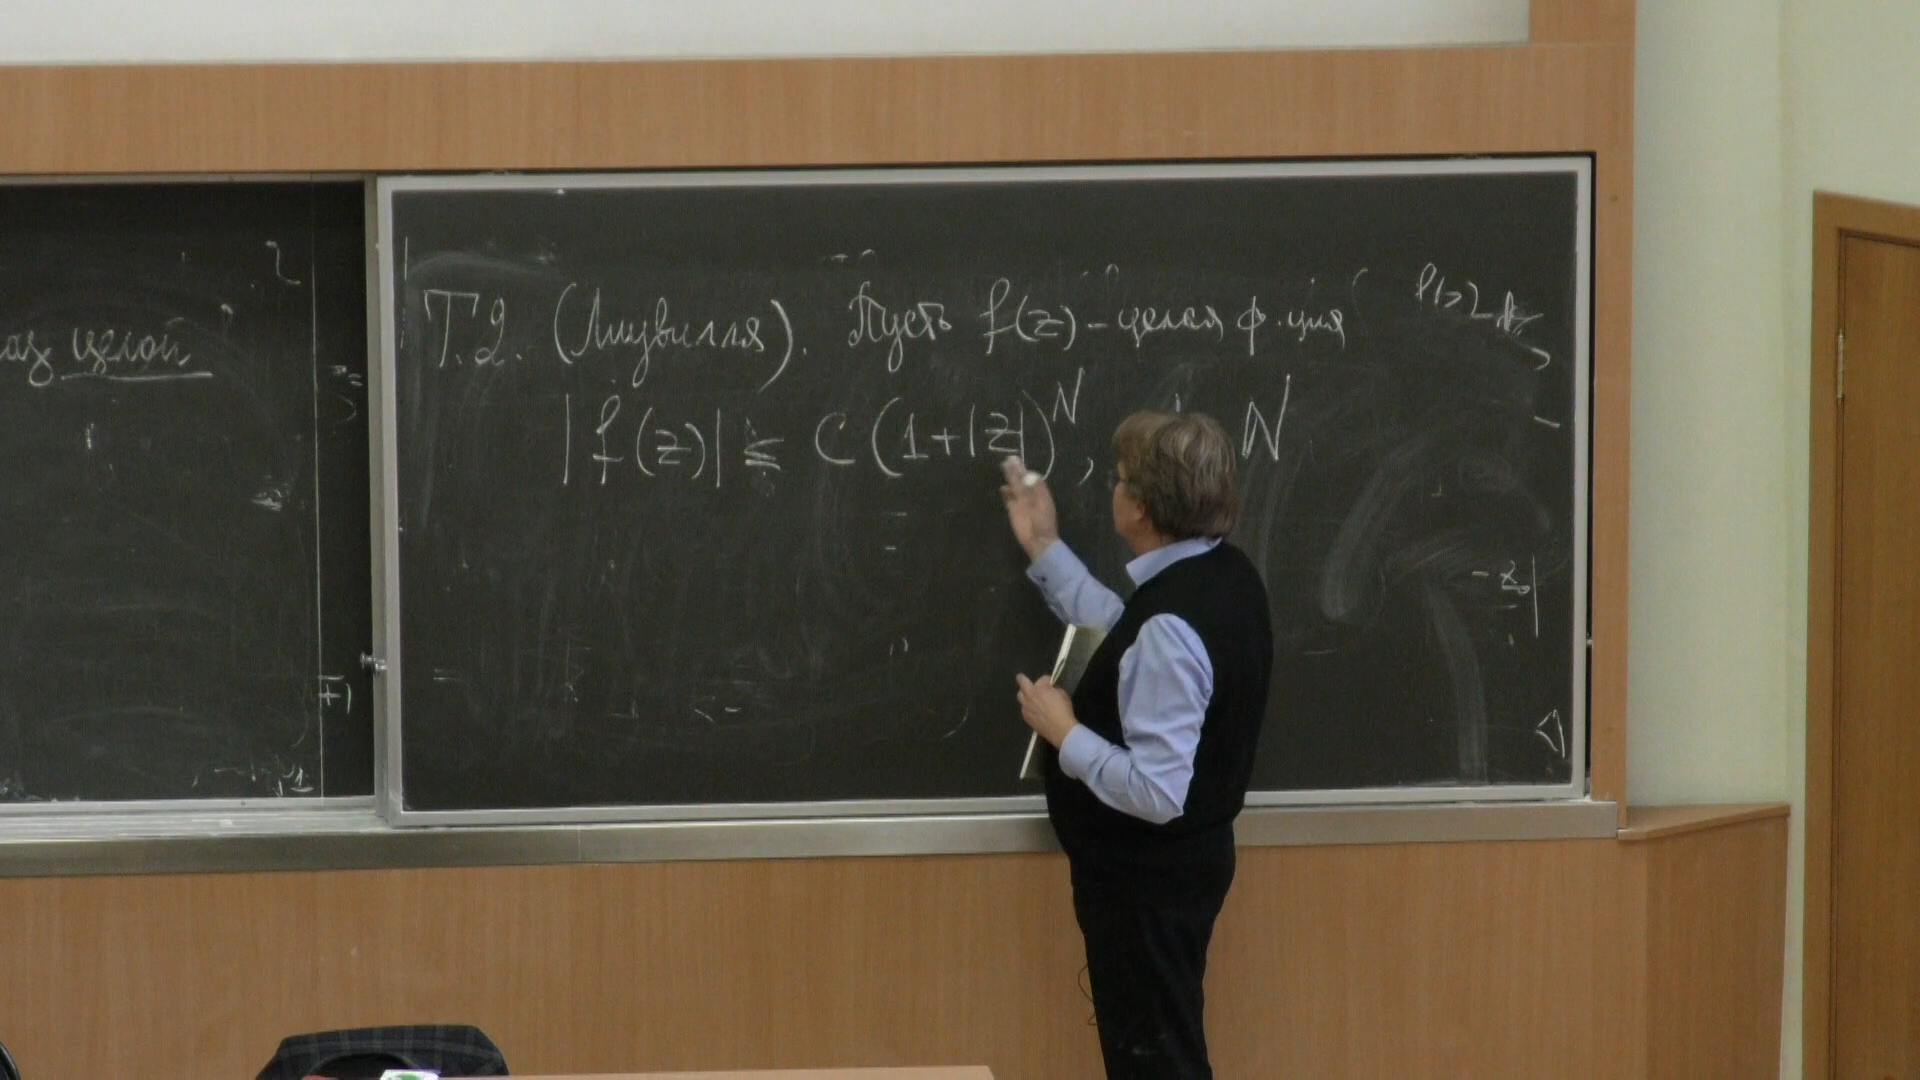 целой
Т.2. (Лиувилля). Пусть f(z) - целая ф-ция
|f(z)| ≤ C(1+|z|)^N, N